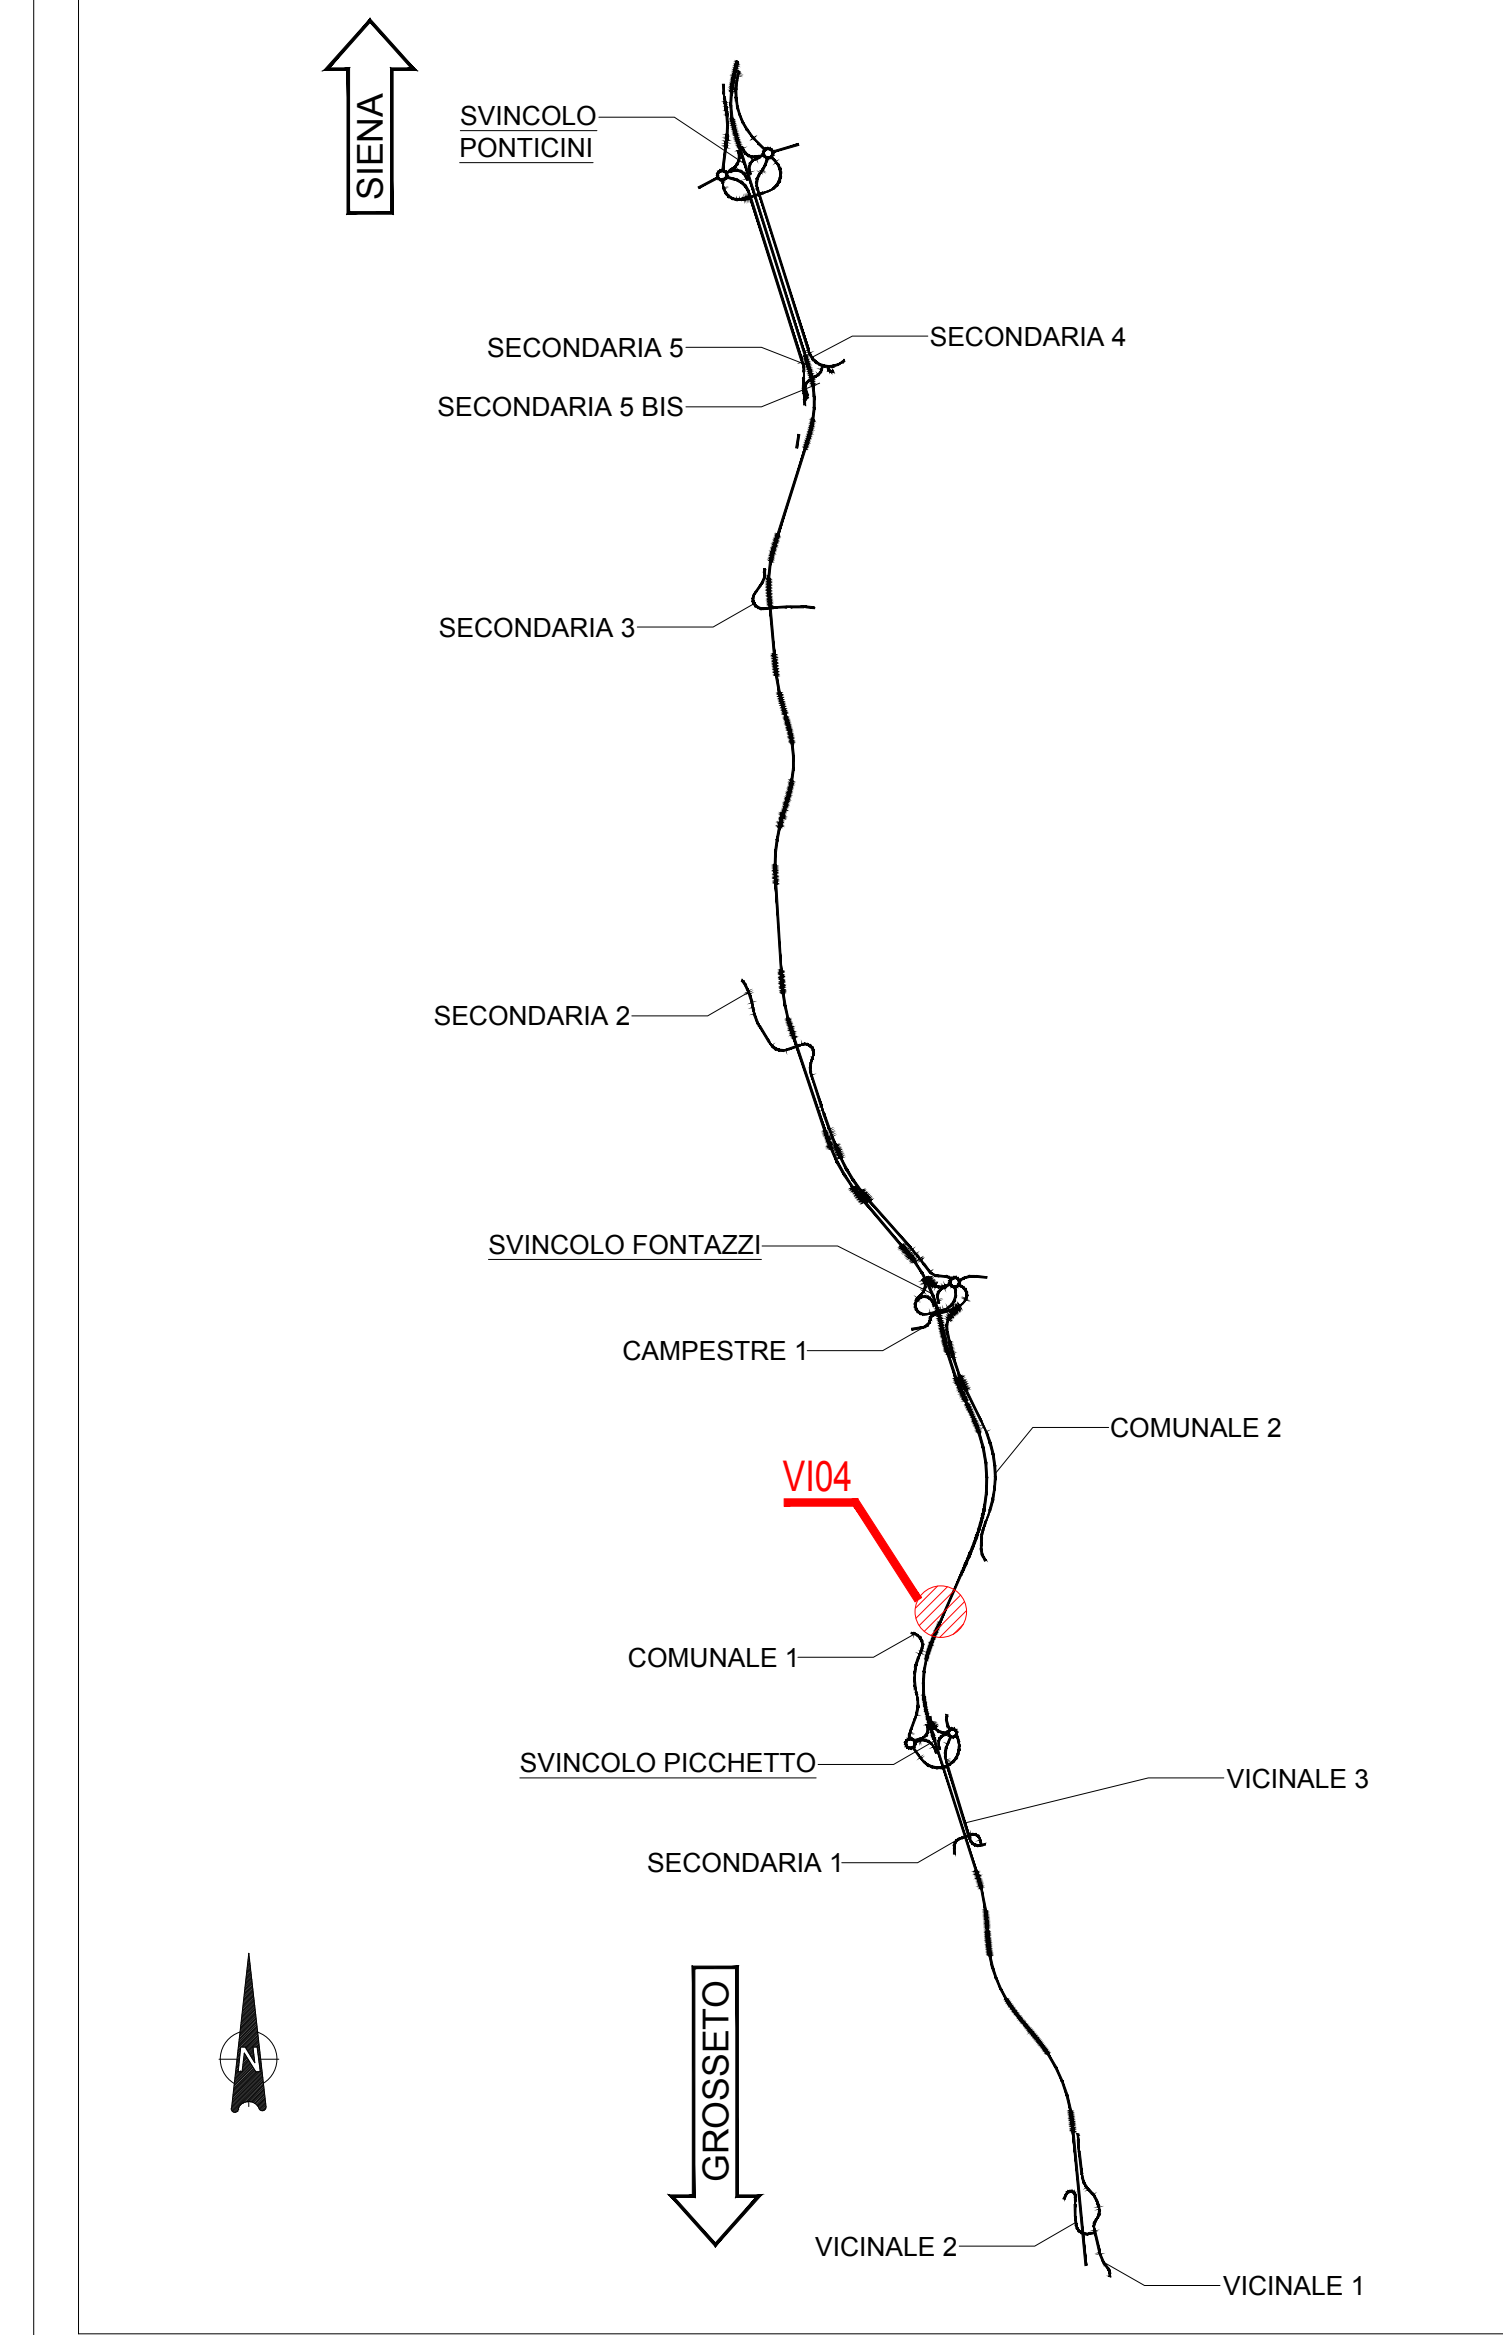 SIENA
SVINCOLO
PONTICINI
SECONDARIA 4
SECONDARIA 5
SECONDARIA 5 BIS
SECONDARIA 3
SECONDARIA 2
SVINCOLO FONTAZZI
CAMPESTRE 1
COMUNALE 2
VI04
COMUNALE 1
SVINCOLO PICCHETTO
VICINALE 3
SECONDARIA 1
GROSSETO
N
VICINALE 2
VICINALE 1